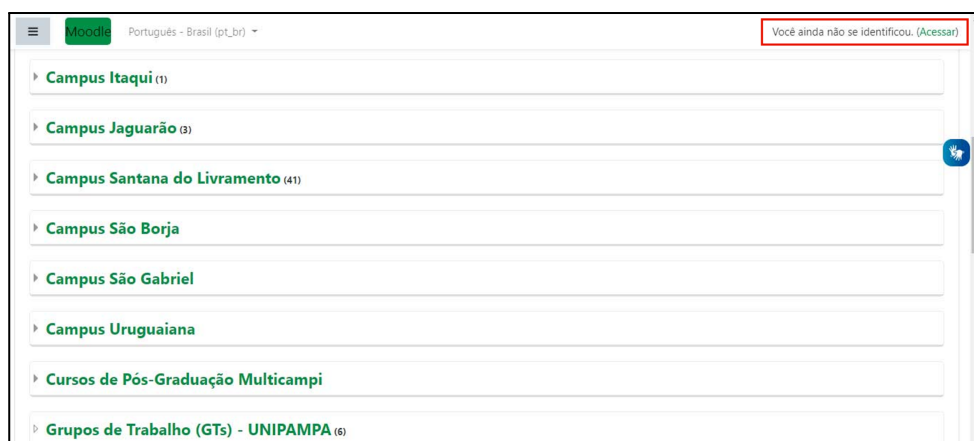 Moodle Português - Brasil (pt_br) Você ainda não se identificou. (Acessar)
Campus Itaqui (1)
Campus Jaguarão (3)
Campus Santana do Livramento (41)
Campus São Borja
Campus São Gabriel
Campus Uruguaiana
Cursos de Pós-Graduação Multicampi
Grupos de Trabalho (GTs) - UNIPAMPA (6)